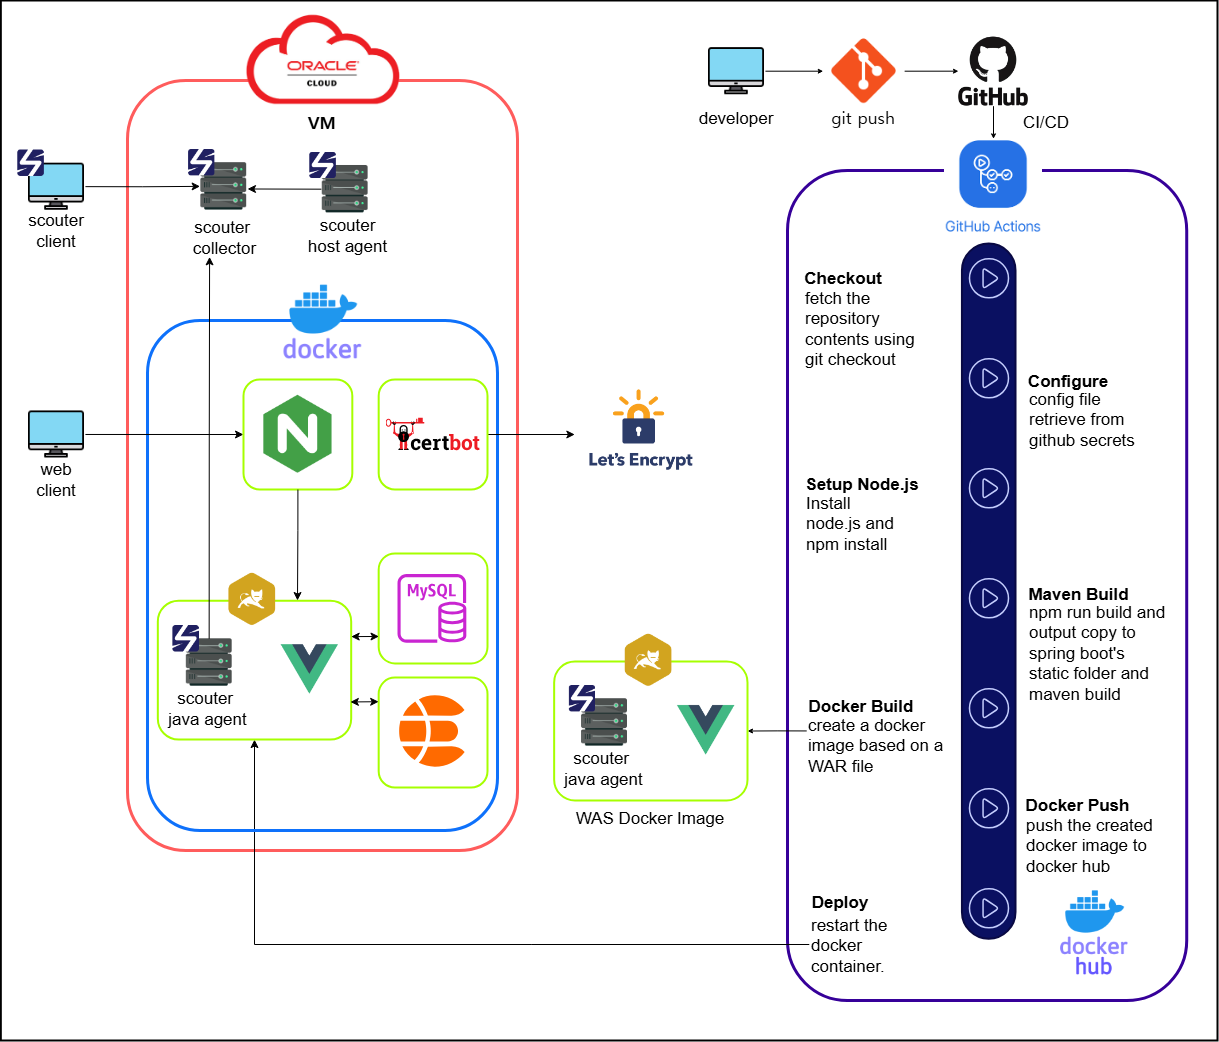 ORACLE
CLOUD
VM
scouter
client
scouter
collector
scouter
host agent
docker
web
client
certbot
Let's Encrypt
MySQL
scouter
java agent
developer
git push
GitHub
CI/CD
GitHub Actions
Checkout
fetch the
repository
contents using
git checkout
Configure
config file
retrieve from
github secrets
Setup Node.js
Install
node.js and
npm install
Maven Build
npm run build and
output copy to
spring boot's
static folder and
maven build
Docker Build
create a docker
image based on a
WAR file
scouter
java agent
WAS Docker Image
Docker Push
push the created
docker image to
docker hub
docker
hub
Deploy
restart the
docker
container.